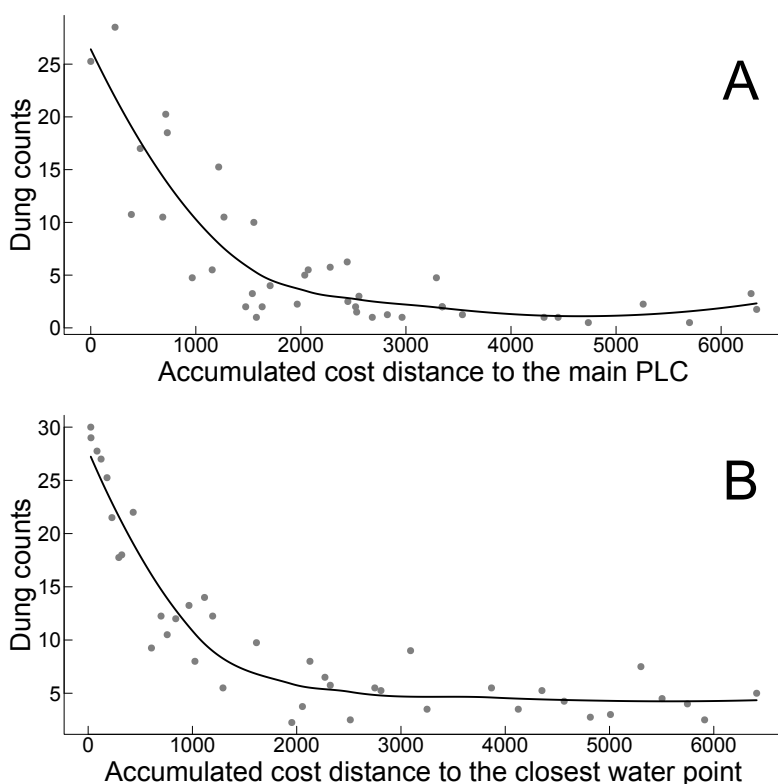 A
Dung counts
25
20
15
10
5
0
0 1000 2000 3000 4000 5000 6000
Accumulated cost distance to the main PLC
B
Dung counts
30
25
20
15
10
5
0 1000 2000 3000 4000 5000 6000
Accumulated cost distance to the closest water point